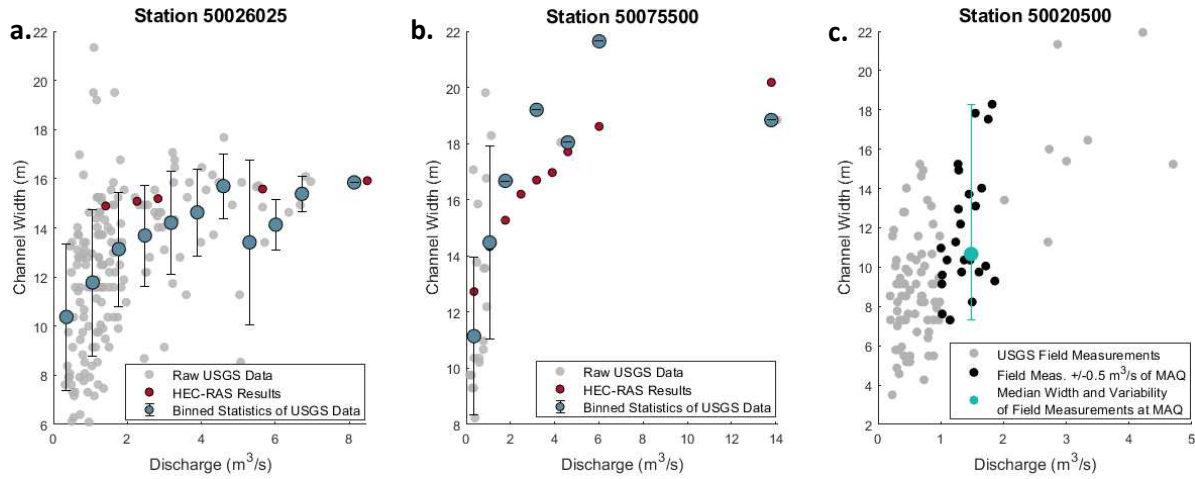 a.
Station 50026025
22
20
18
16
14
12
10
8
6
Channel Width (m)
0 2 4 6 8
Discharge (m³/s)
Raw USGS Data
HEC-RAS Results
Binned Statistics of USGS Data
b.
Station 50075500
22
20
18
16
14
12
10
8
Channel Width (m)
0 2 4 6 8 10 12 14
Discharge (m³/s)
Raw USGS Data
HEC-RAS Results
Binned Statistics of USGS Data
c.
Station 50020500
22
20
18
16
14
12
10
8
6
4
2
Channel Width (m)
0 1 2 3 4 5
Discharge (m³/s)
USGS Field Measurements
Field Meas. +/-0.5 m³/s of MAQ
Median Width and Variability
of Field Measurements at MAQ